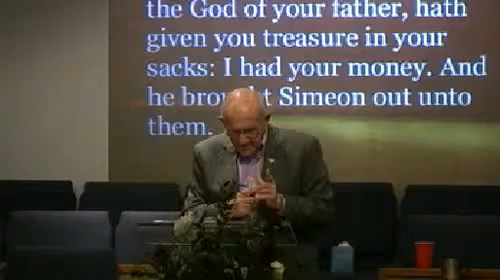 the God of your father, hath
given you treasure in your
sacks: I had your money. And
he brought Simeon out unto
them.